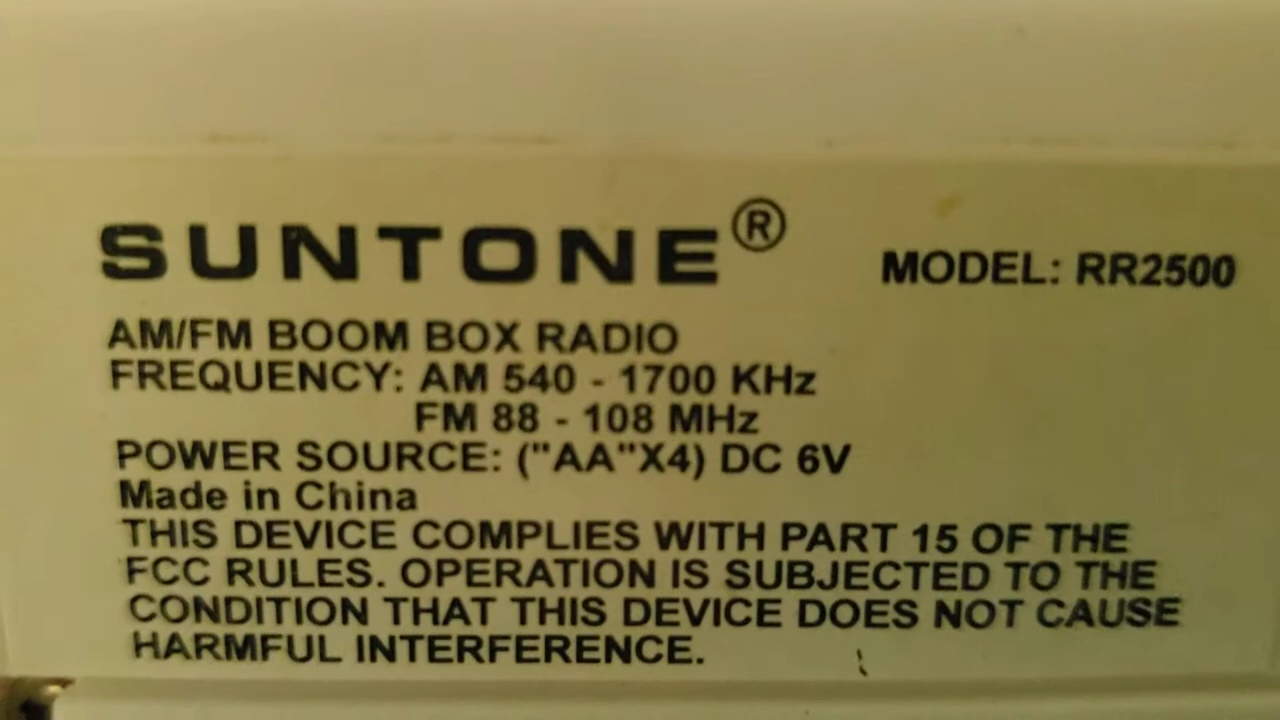 SUNTONE® MODEL: RR2500
AM/FM BOOM BOX RADIO
FREQUENCY: AM 540 - 1700 KHz
FM 88 - 108 MHz
POWER SOURCE: ("AA"X4) DC 6V
Made in China
THIS DEVICE COMPLIES WITH PART 15 OF THE
FCC RULES. OPERATION IS SUBJECTED TO THE
CONDITION THAT THIS DEVICE DOES NOT CAUSE
HARMFUL INTERFERENCE.